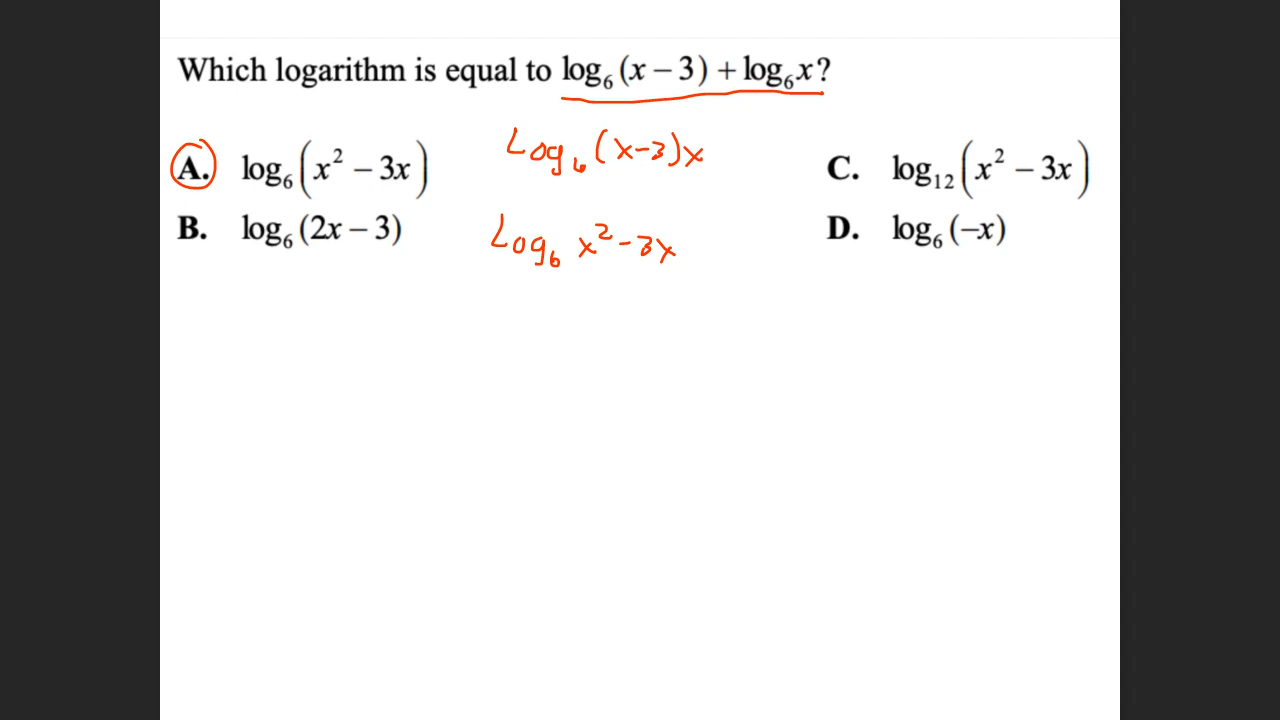 Which logarithm is equal to log₆(x − 3) + log₆x?
A. log₆(x² − 3x)
B. log₆(2x − 3)
Log₆(x-3)x
Log₆ x²-3x
C. log₁₂(x² − 3x)
D. log₆(−x)